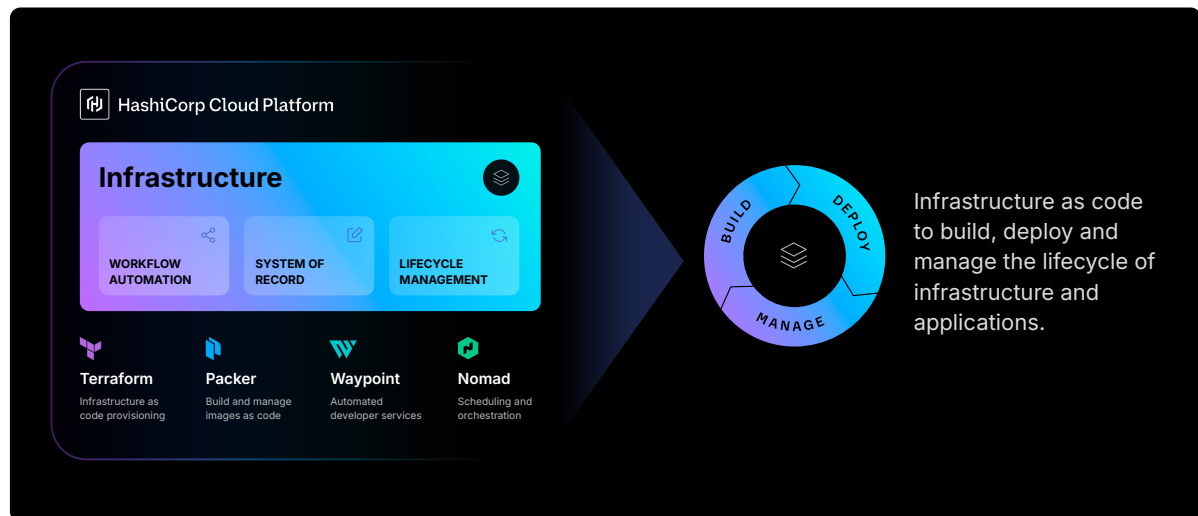 HashiCorp Cloud Platform
Infrastructure
WORKFLOW
AUTOMATION
SYSTEM OF
RECORD
LIFECYCLE
MANAGEMENT
Terraform
Infrastructure as
code provisioning
Packer
Build and manage
images as code
Waypoint
Automated
developer services
Nomad
Scheduling and
orchestration
BUILD
DEPLOY
MANAGE
Infrastructure as code
to build, deploy and
manage the lifecycle of
infrastructure and
applications.